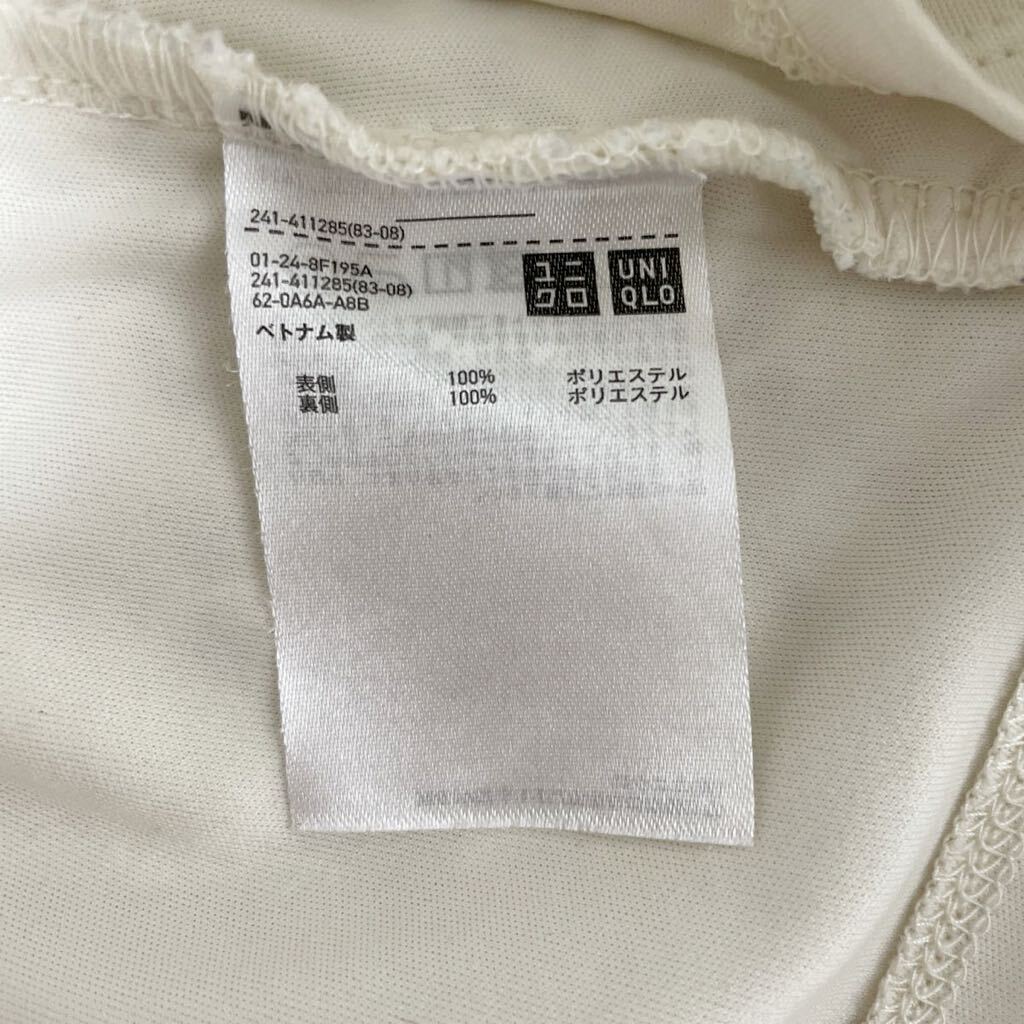 241-411285(83-08)
01-24-8F195A
241-411285(83-08)
62-0A6A-A8B
ユニ
クロ
UNI
QLO
ベトナム製
表側 100% ポリエステル
裏側 100% ポリエステル